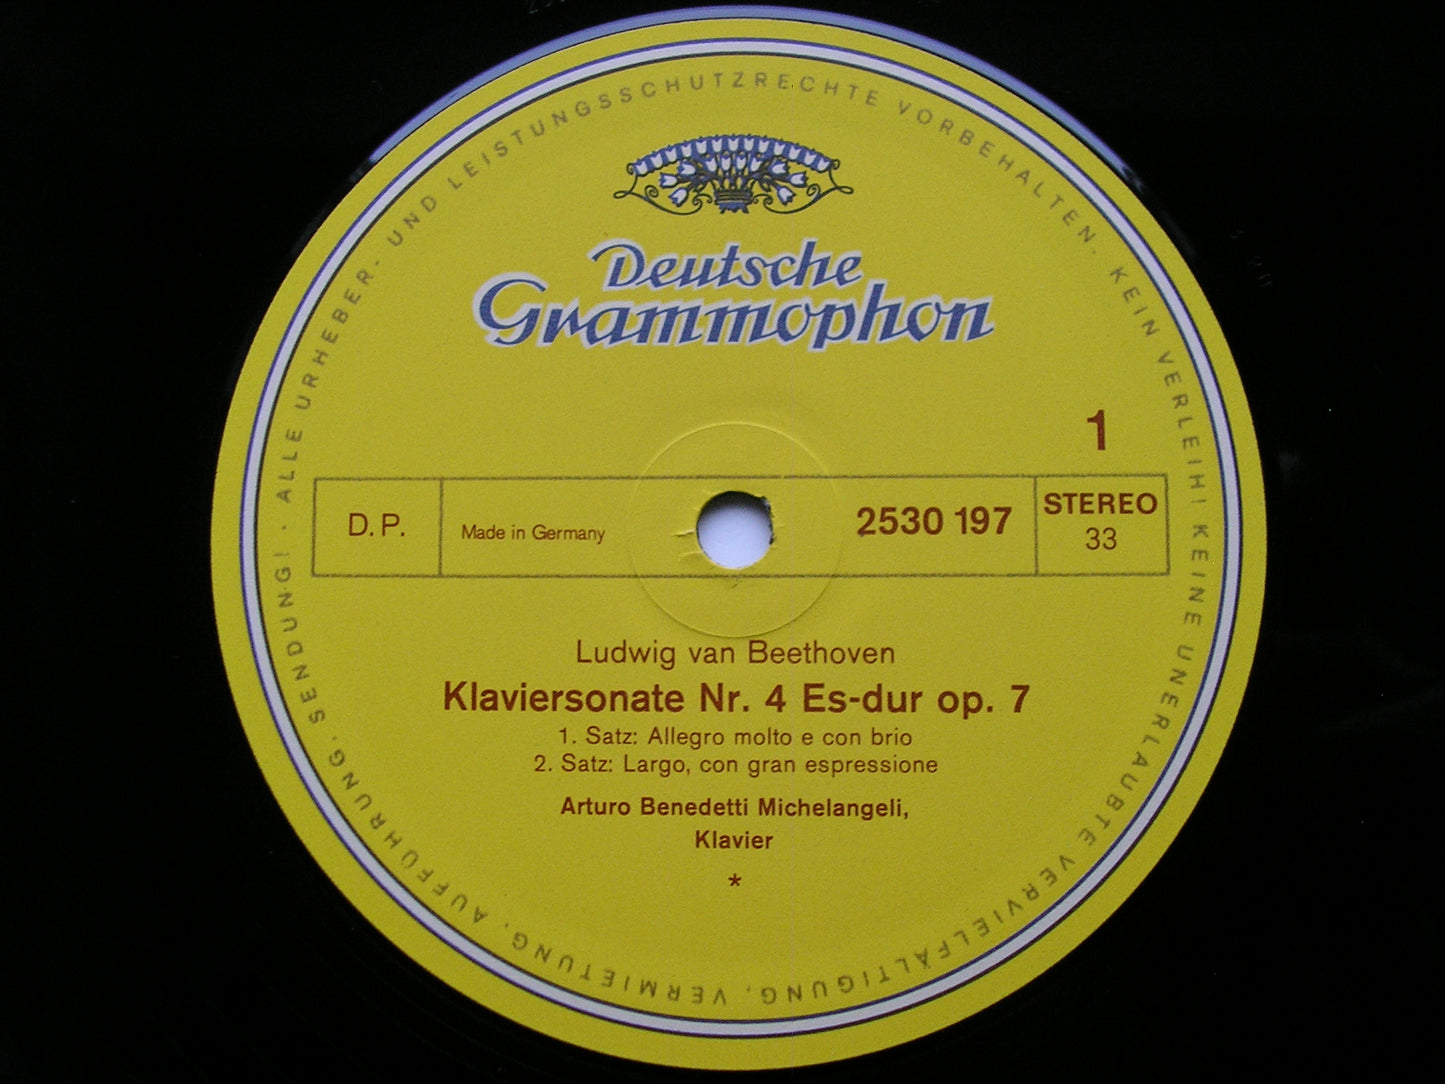 ALLE URHEBER- UND LEISTUNGSSCHUTZRECHTE VORBEHALTEN. KEIN VERLEIH! KEINE UNERLAUBTE VERVIELFÄLTIGUNG, VERMIETUNG, AUFFÜHRUNG, SENDUNG! ·
Deutsche
Grammophon
1
D. P.
Made in Germany
2530 197
STEREO
33
Ludwig van Beethoven
Klaviersonate Nr. 4 Es-dur op. 7
1. Satz: Allegro molto e con brio
2. Satz: Largo, con gran espressione
Arturo Benedetti Michelangeli,
Klavier
*